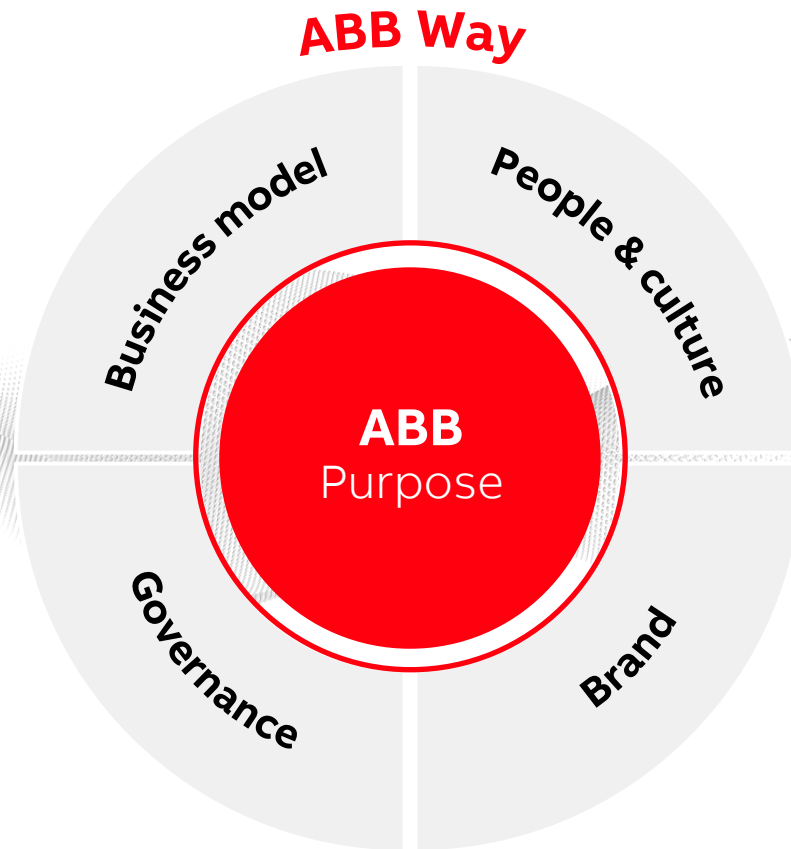 ABB Way
Business model
People & culture
ABB
Purpose
Governance
Brand